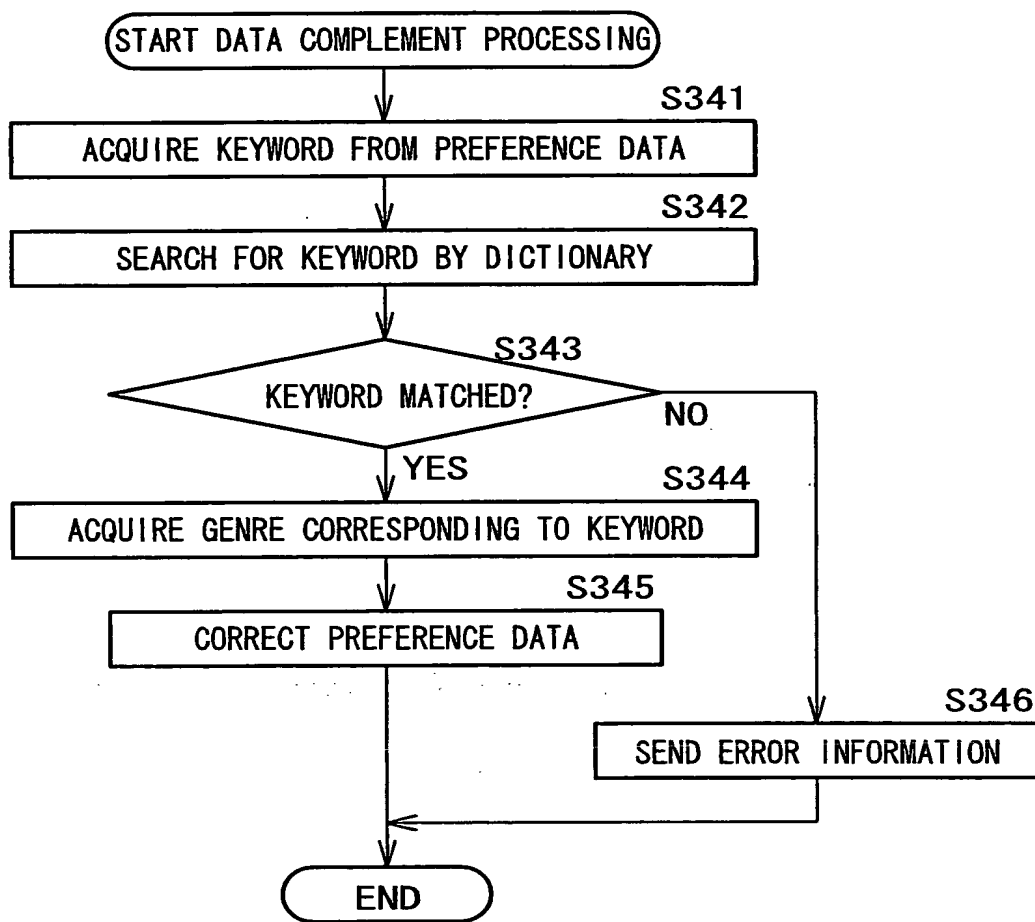 START DATA COMPLEMENT PROCESSING
S341
ACQUIRE KEYWORD FROM PREFERENCE DATA
S342
SEARCH FOR KEYWORD BY DICTIONARY
S343
KEYWORD MATCHED?
NO
YES
S344
ACQUIRE GENRE CORRESPONDING TO KEYWORD
S345
CORRECT PREFERENCE DATA
S346
SEND ERROR INFORMATION
END